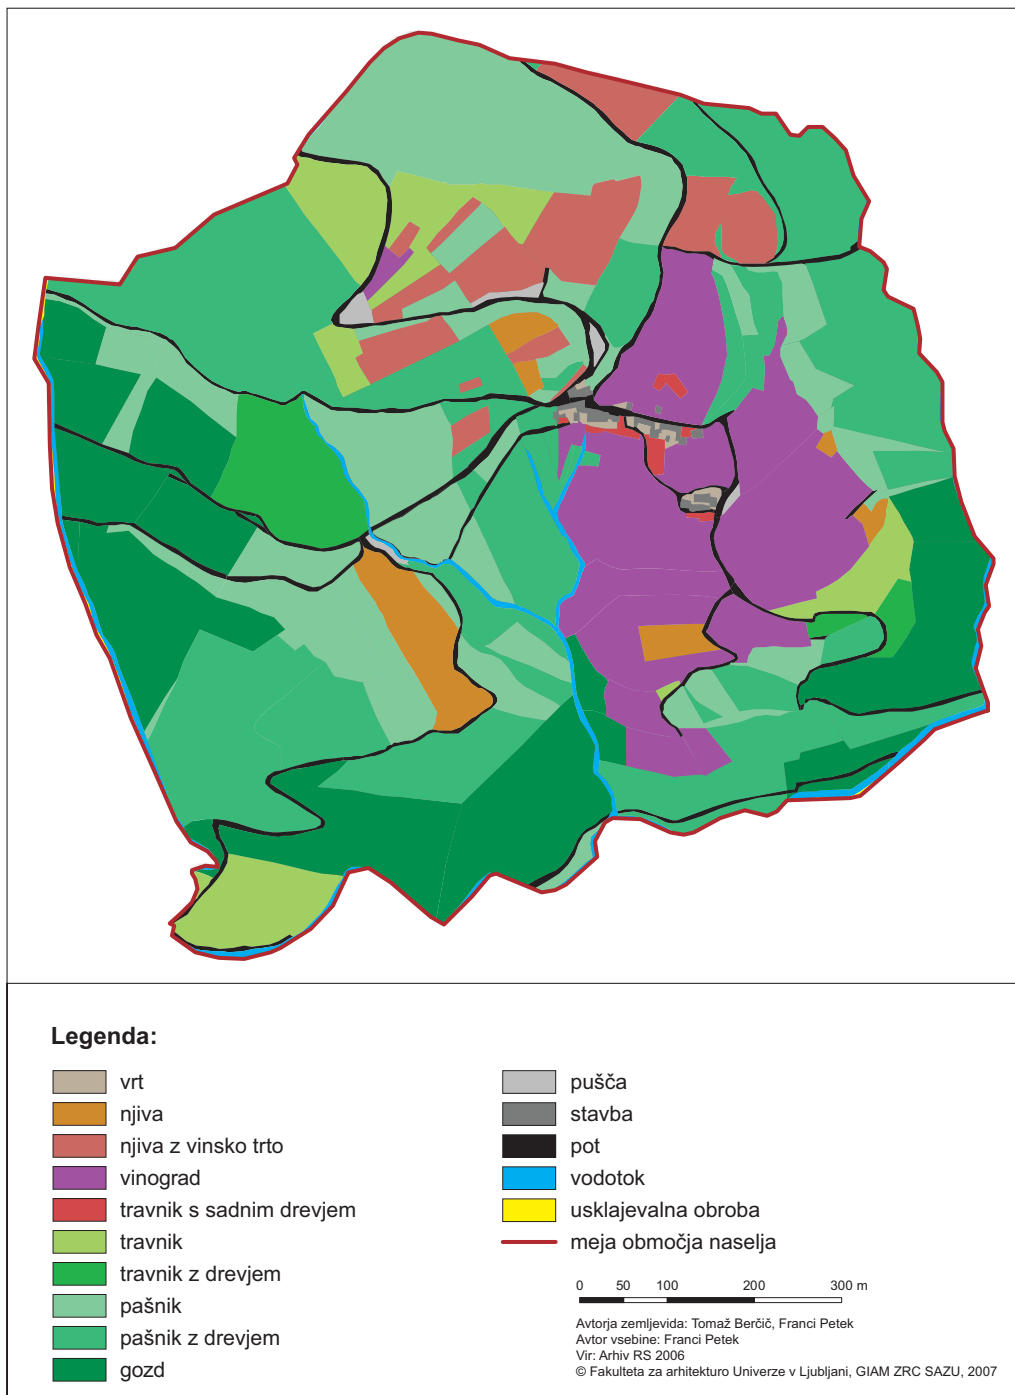 Legenda:
vrt
njiva
njiva z vinsko trto
vinograd
travnik s sadnim drevjem
travnik
travnik z drevjem
pašnik
pašnik z drevjem
gozd
pušča
stavba
pot
vodotok
usklajevalna obroba
meja območja naselja
0 50 100 200 300 m
Avtorja zemljevida: Tomaž Berčič, Franci Petek
Avtor vsebine: Franci Petek
Vir: Arhiv RS 2006
© Fakulteta za arhitekturo Univerze v Ljubljani, GIAM ZRC SAZU, 2007